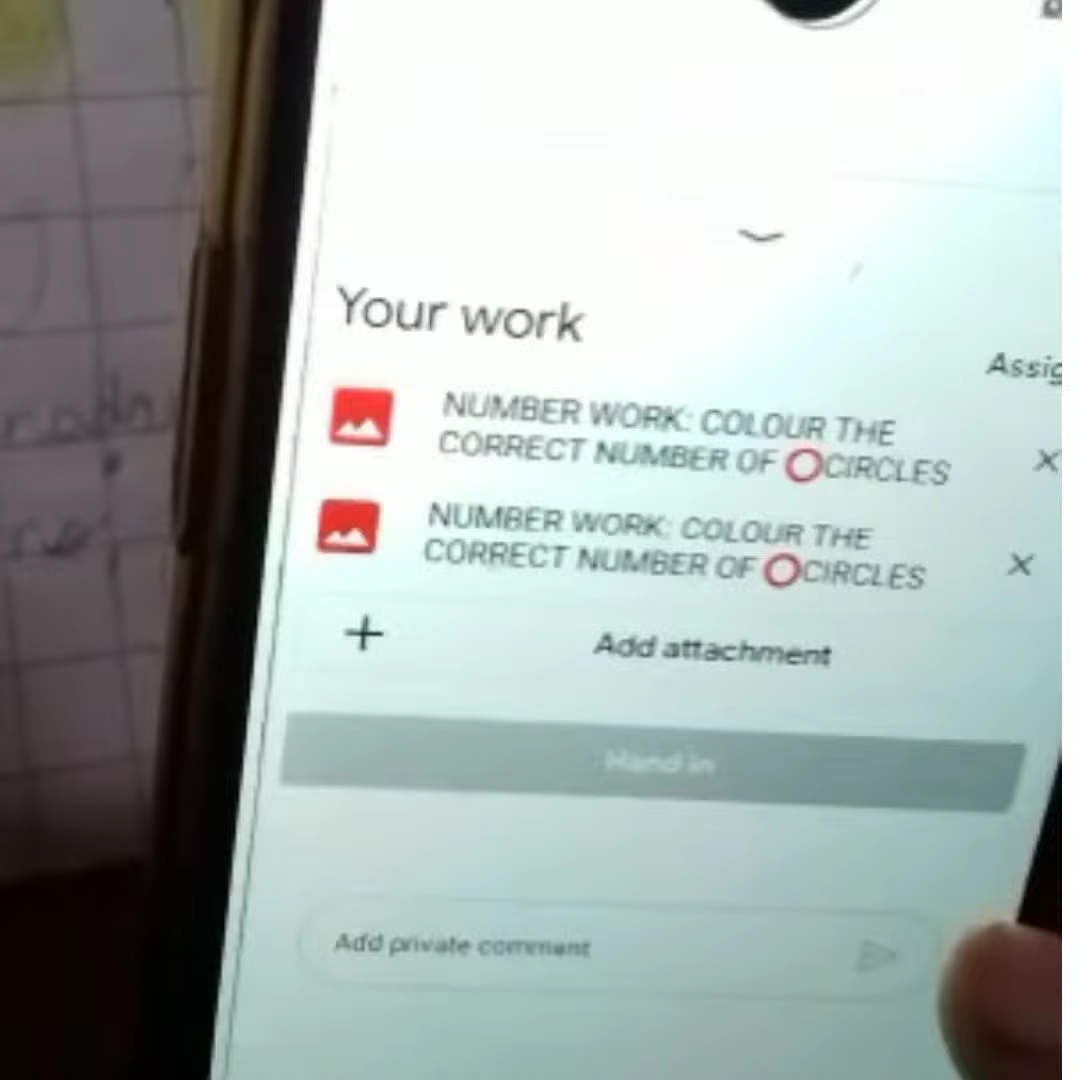 Your work
Assig
NUMBER WORK: COLOUR THE
CORRECT NUMBER OF ⭕CIRCLES
NUMBER WORK: COLOUR THE
CORRECT NUMBER OF ⭕CIRCLES
Add attachment
Hand in
Add private comment